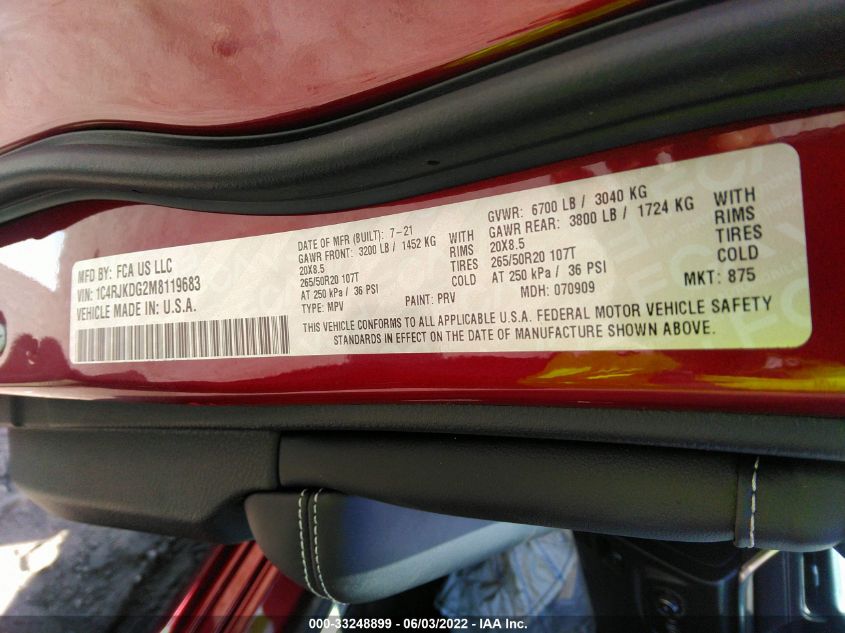 MFD BY: FCA US LLC
VIN: 1C4RJKDG2M8119683
VEHICLE MADE IN U.S.A.
DATE OF MFR (BUILT): 7-21
GAWR FRONT: 3200 LB / 1452 KG WITH
20X8.5 RIMS
265/50R20 107T TIRES
AT 250 kPa / 36 PSI COLD
TYPE: MPV PAINT: PRV
GVWR: 6700 LB / 3040 KG
GAWR REAR: 3800 LB / 1724 KG WITH
20X8.5 RIMS
265/50R20 107T TIRES
AT 250 kPa / 36 PSI COLD
MDH: 070909 MKT: 875
THIS VEHICLE CONFORMS TO ALL APPLICABLE U.S.A. FEDERAL MOTOR VEHICLE SAFETY
STANDARDS IN EFFECT ON THE DATE OF MANUFACTURE SHOWN ABOVE.
000-33248899 - 06/03/2022 - IAA Inc.